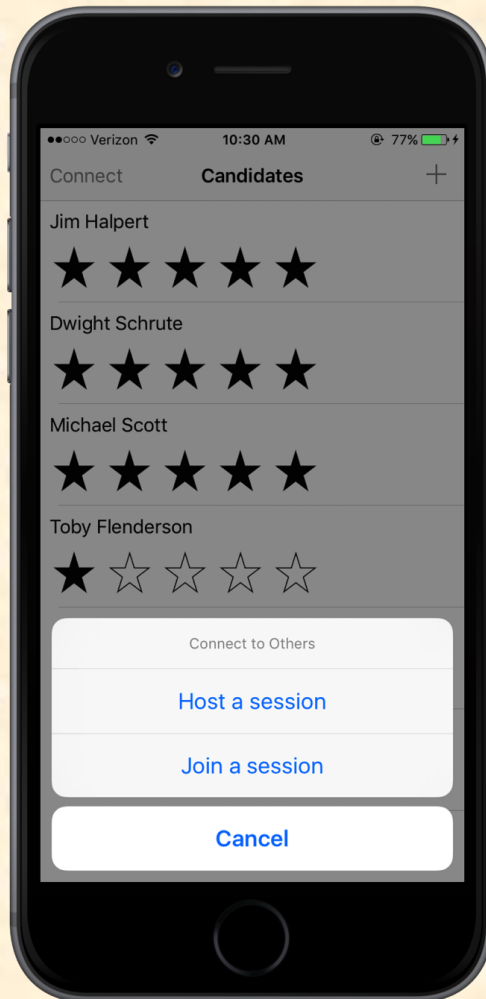 Verizon 10:30 AM 77%
Connect Candidates +
Jim Halpert
Dwight Schrute
Michael Scott
Toby Flenderson
Connect to Others
Host a session
Join a session
Cancel